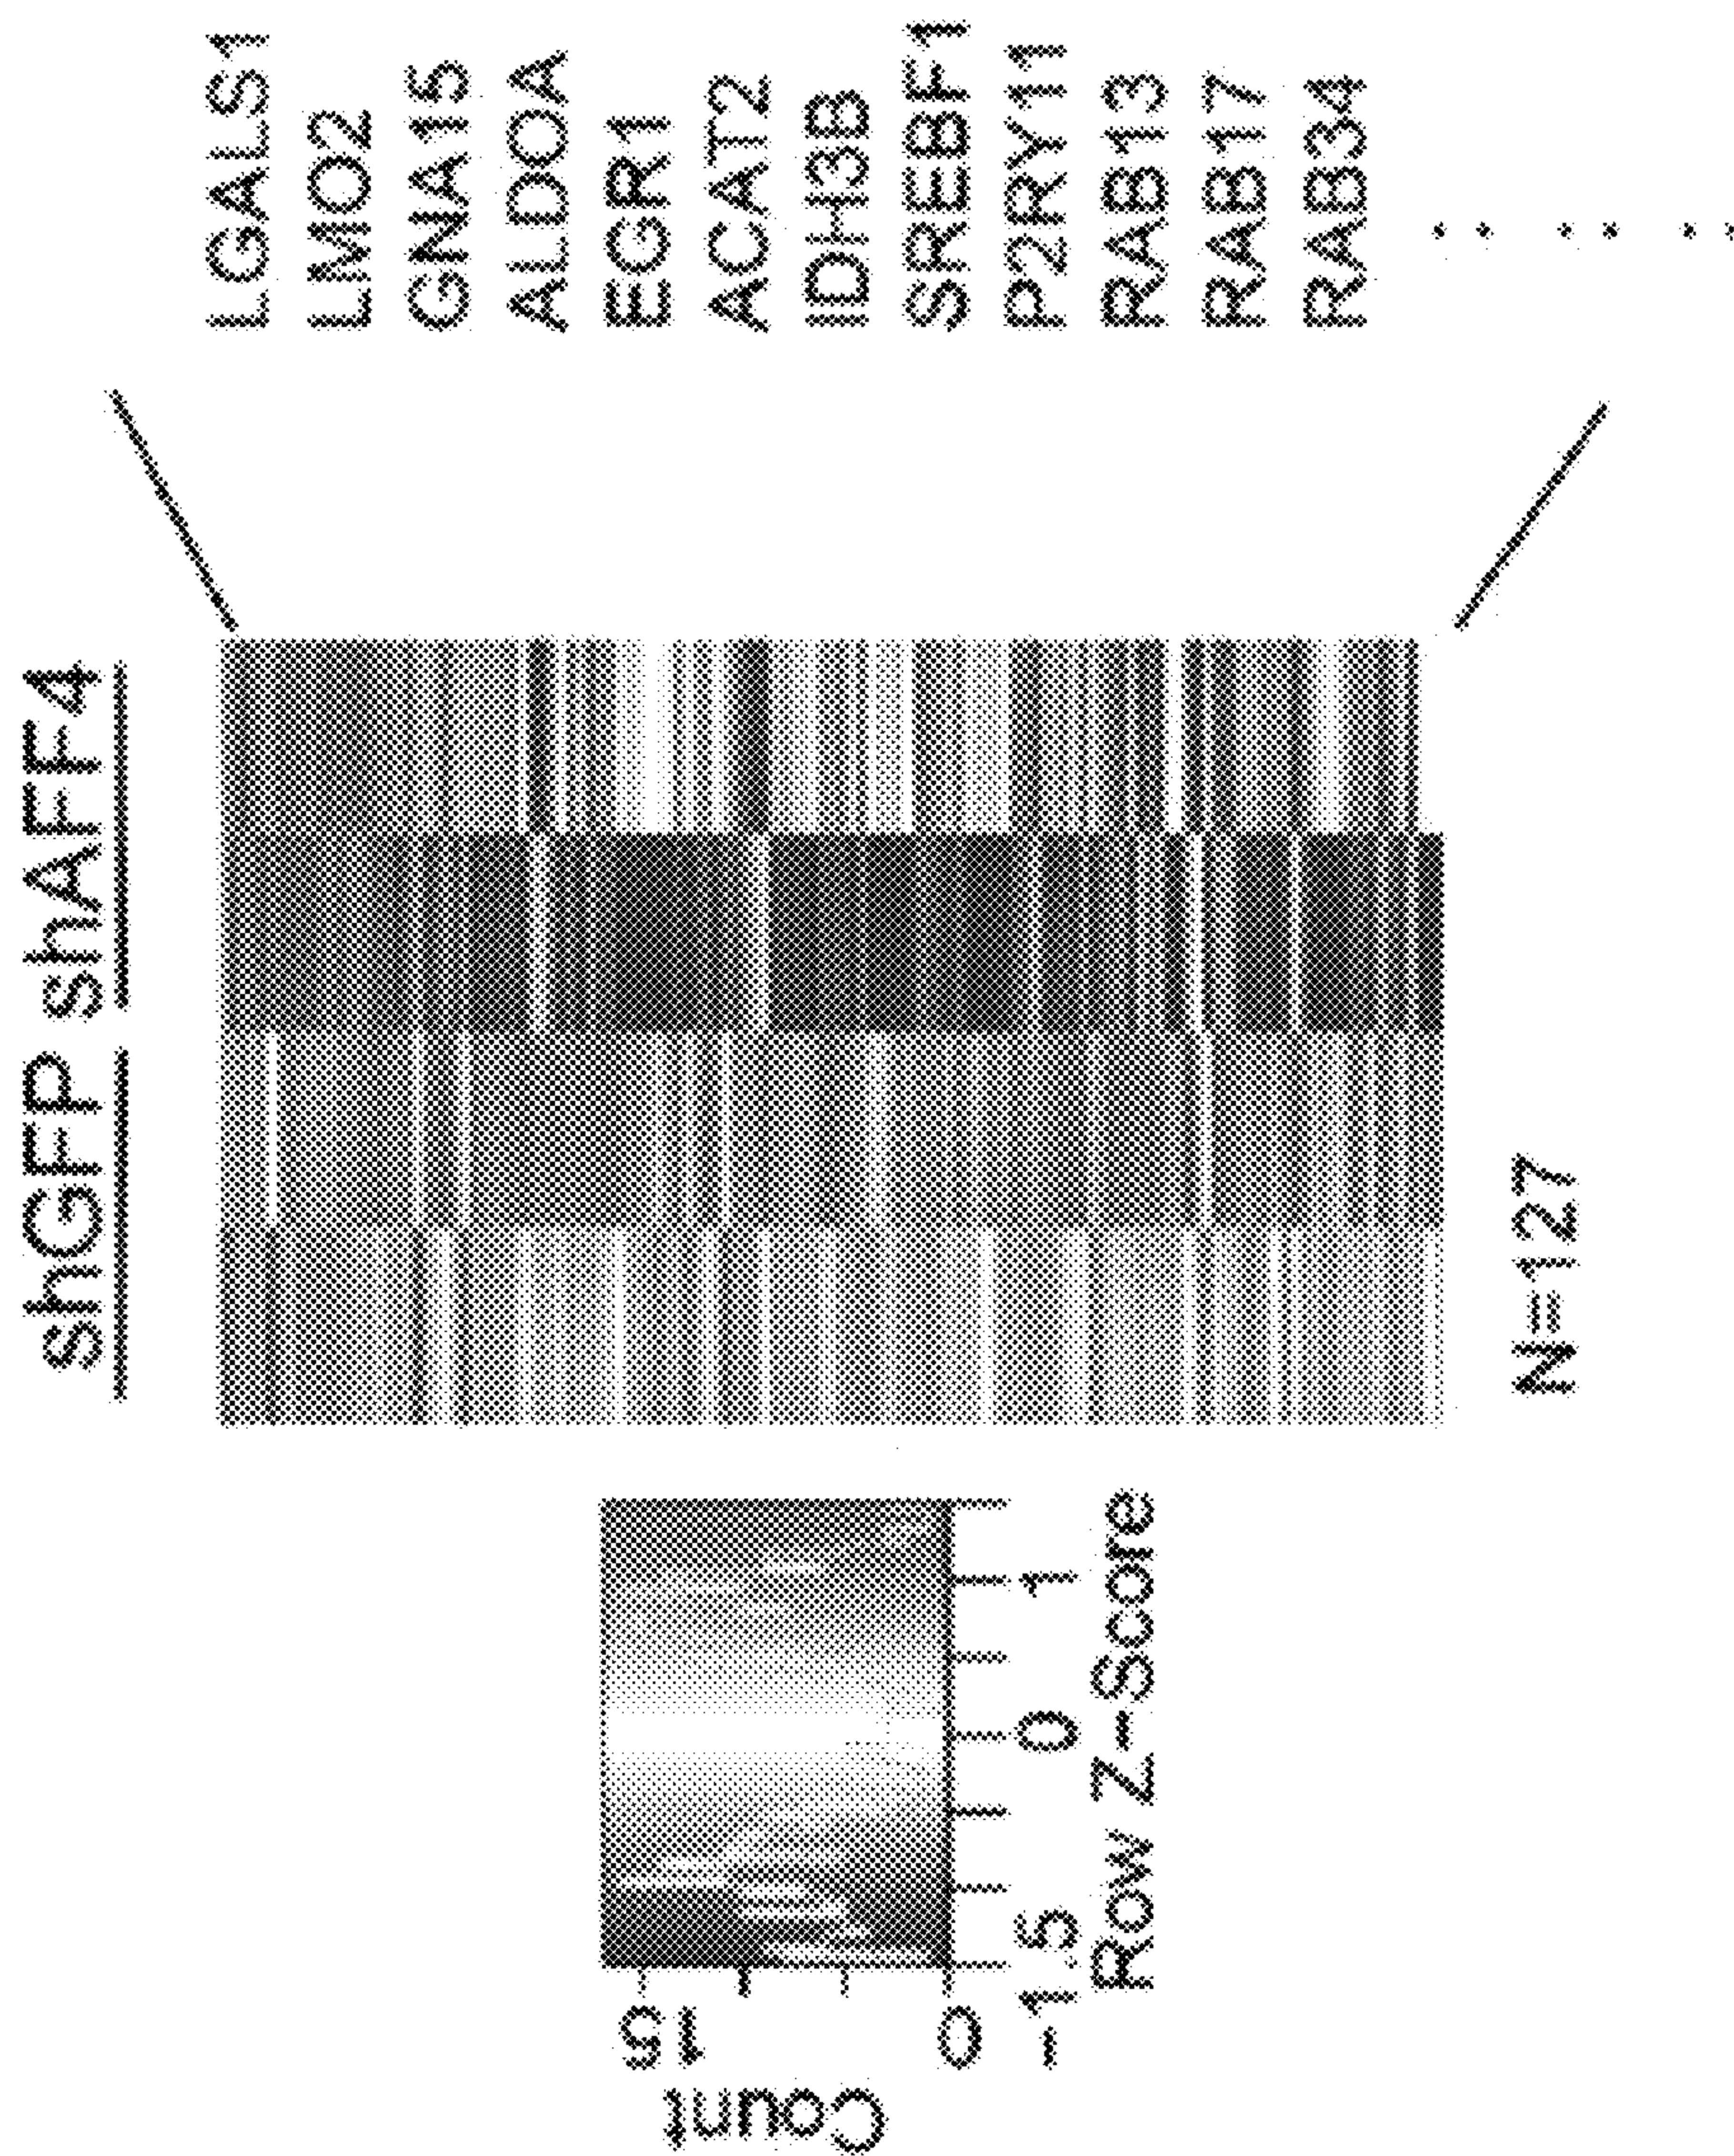 shGFP shAFF4
LGALS1
LMO2
GNA15
ALDOA
EGR1
ACAT2
IDH3B
SREBF1
P2RY11
RAB13
RAB17
RAB34
Count
15
0
-1.5 0 1
Row Z-Score
N=127